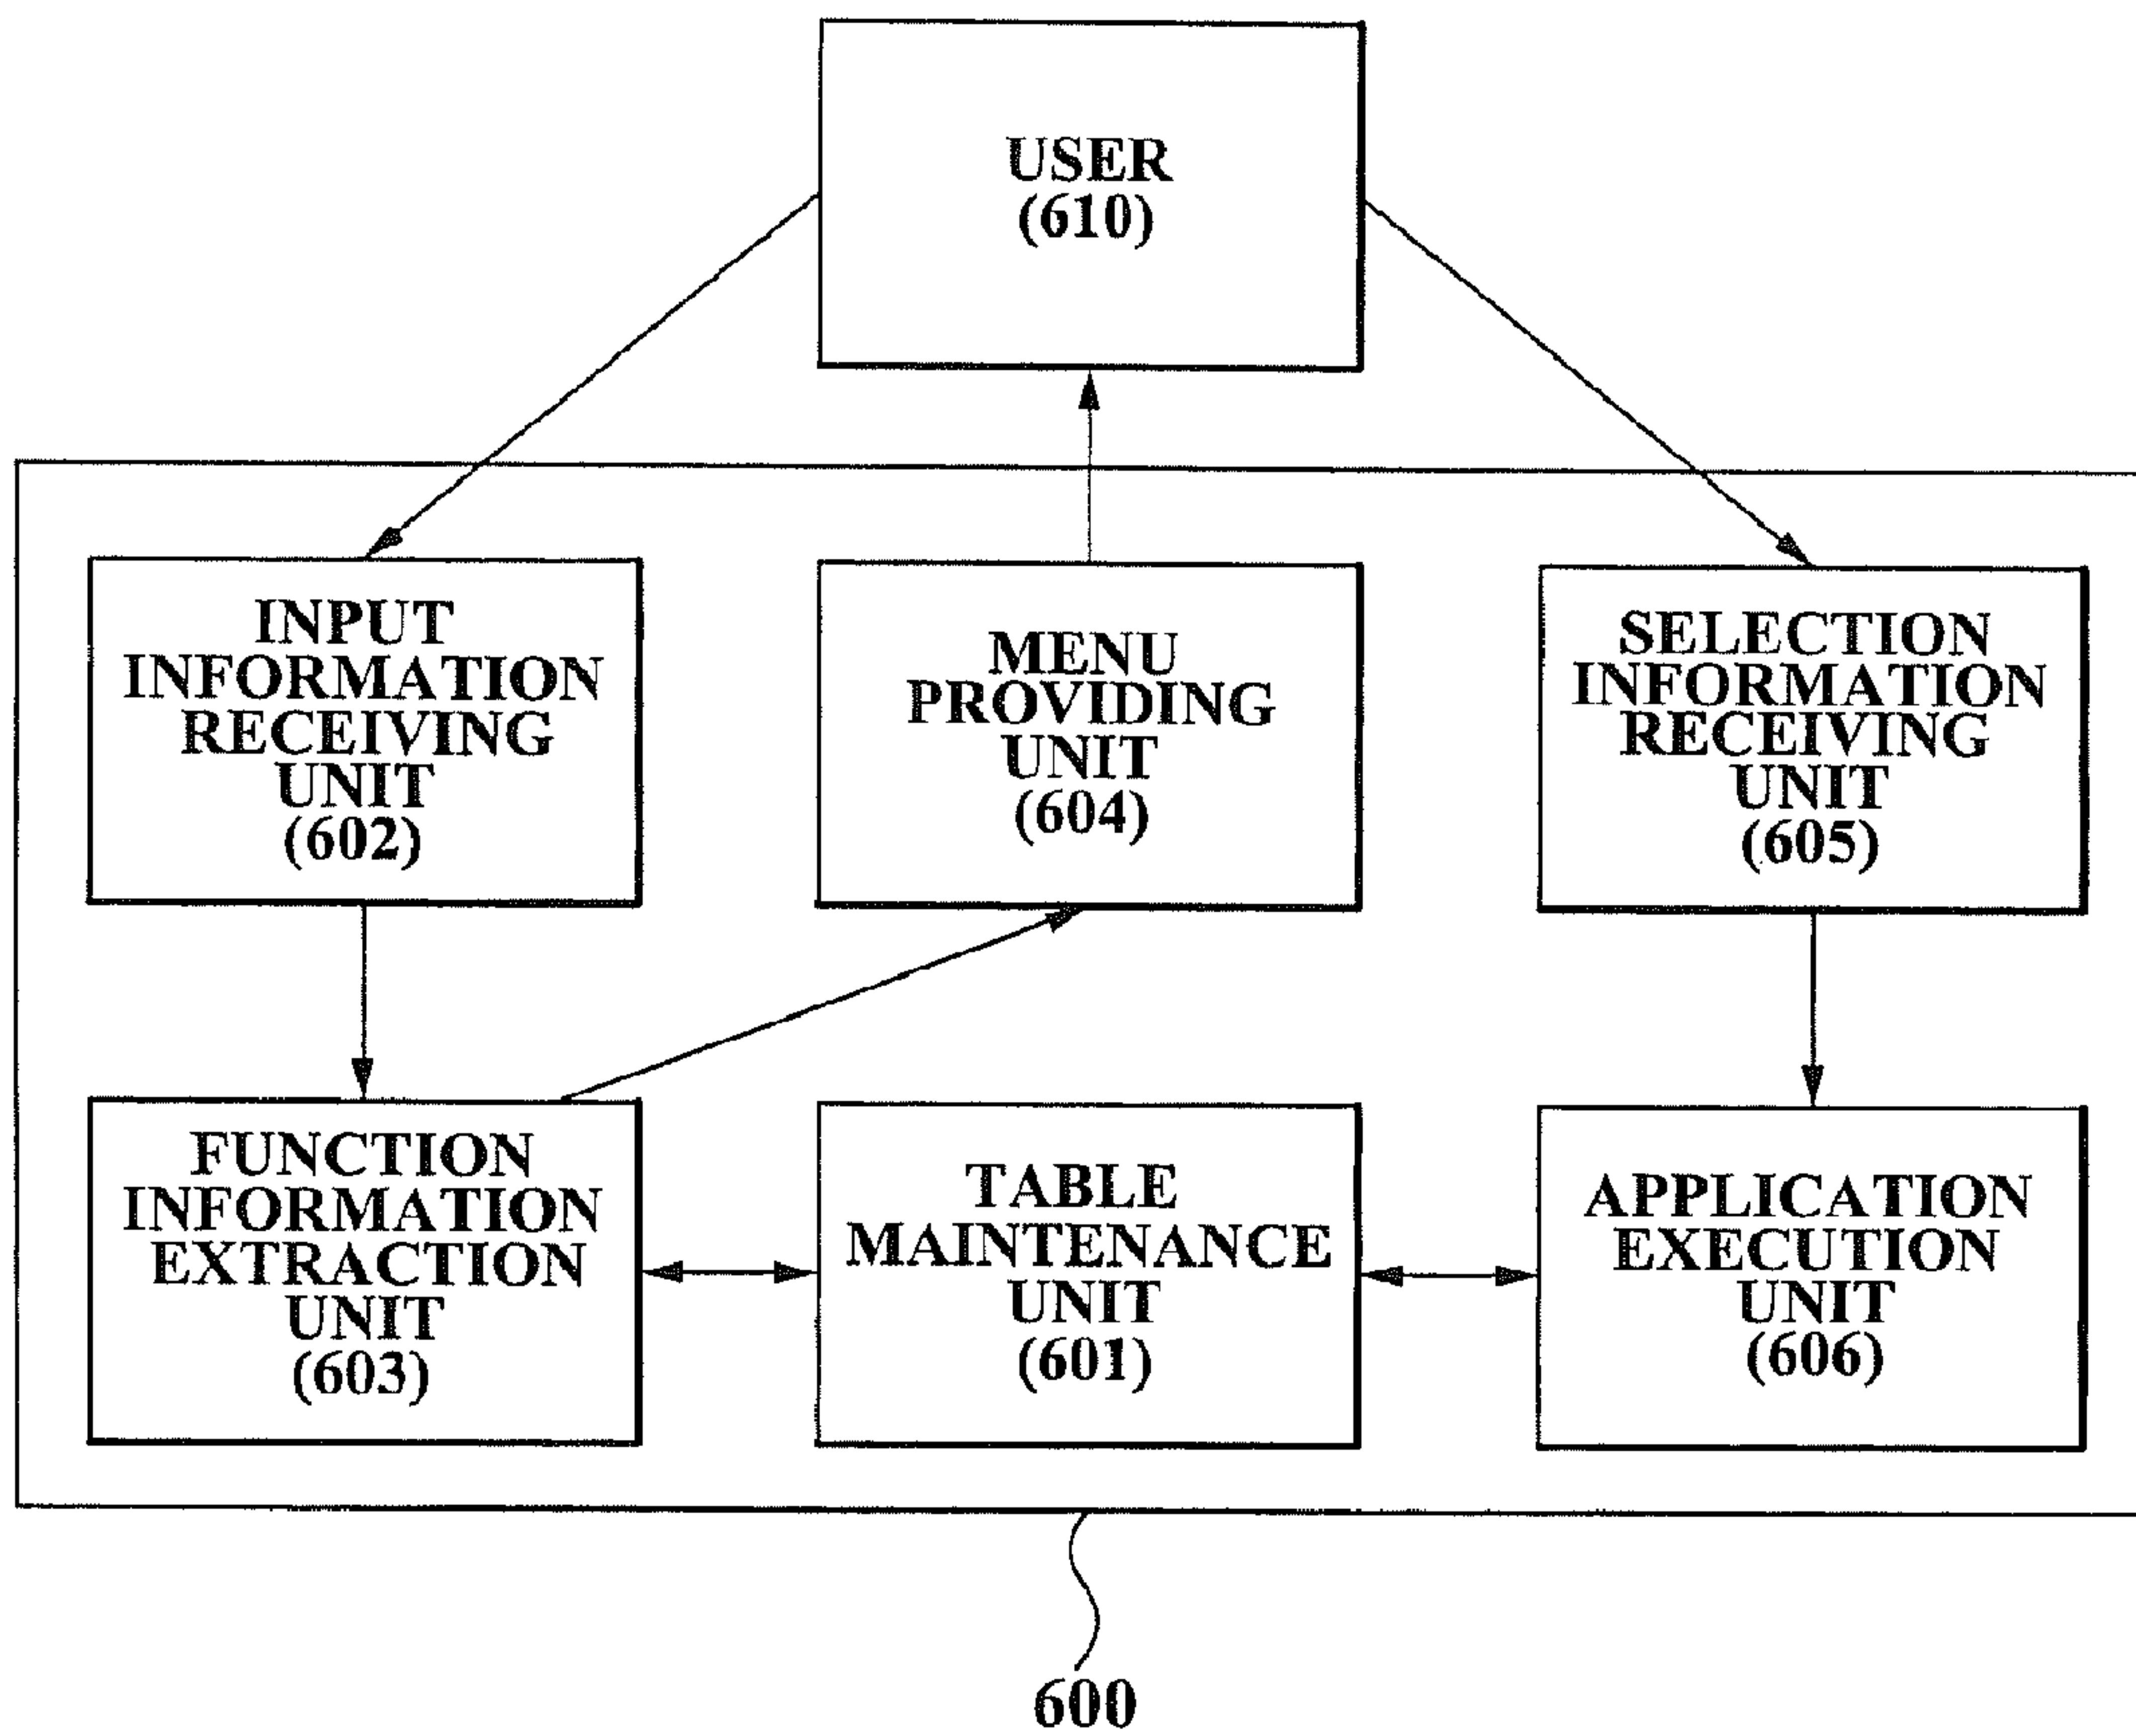 USER
(610)
INPUT
INFORMATION
RECEIVING
UNIT
(602)
MENU
PROVIDING
UNIT
(604)
SELECTION
INFORMATION
RECEIVING
UNIT
(605)
FUNCTION
INFORMATION
EXTRACTION
UNIT
(603)
TABLE
MAINTENANCE
UNIT
(601)
APPLICATION
EXECUTION
UNIT
(606)
600